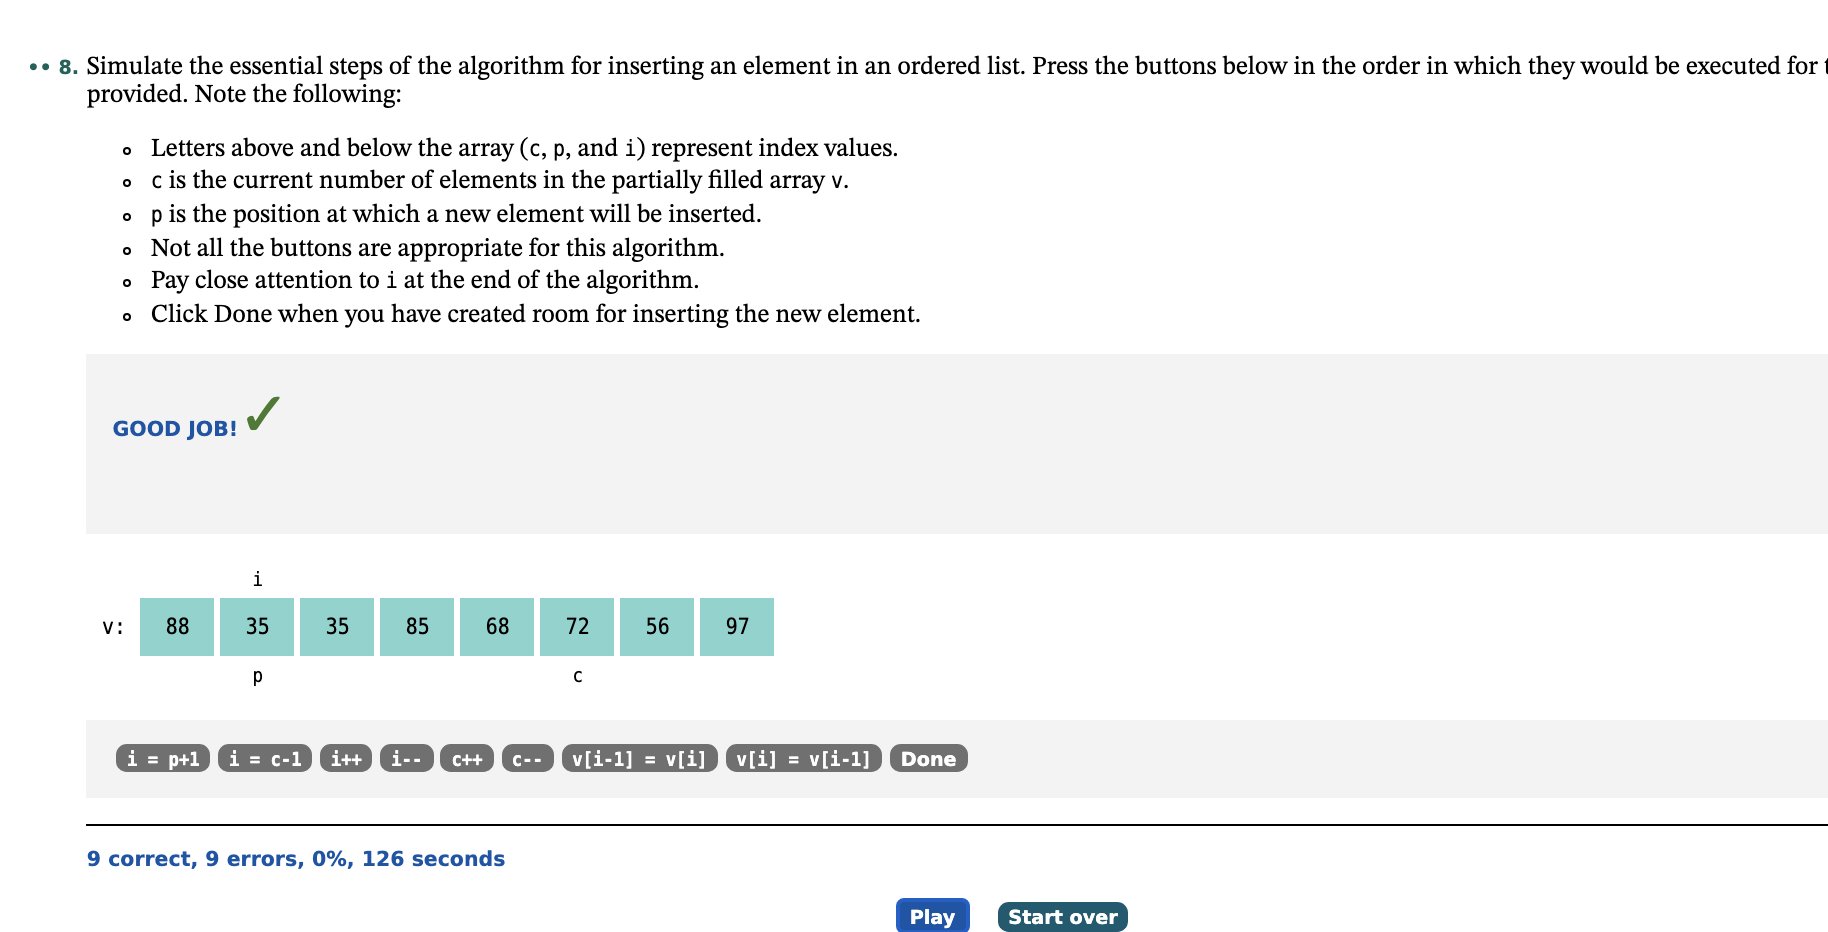 •• 8. Simulate the essential steps of the algorithm for inserting an element in an ordered list. Press the buttons below in the order in which they would be executed for
provided. Note the following:
Letters above and below the array (c, p, and i) represent index values.
c is the current number of elements in the partially filled array v.
p is the position at which a new element will be inserted.
Not all the buttons are appropriate for this algorithm.
Pay close attention to i at the end of the algorithm.
Click Done when you have created room for inserting the new element.
GOOD JOB! ✓
i
v: 88 35 35 85 68 72 56 97
p c
i = p+1 i = c-1 i++ i-- c++ c-- v[i-1] = v[i] v[i] = v[i-1] Done
9 correct, 9 errors, 0%, 126 seconds
Play Start over